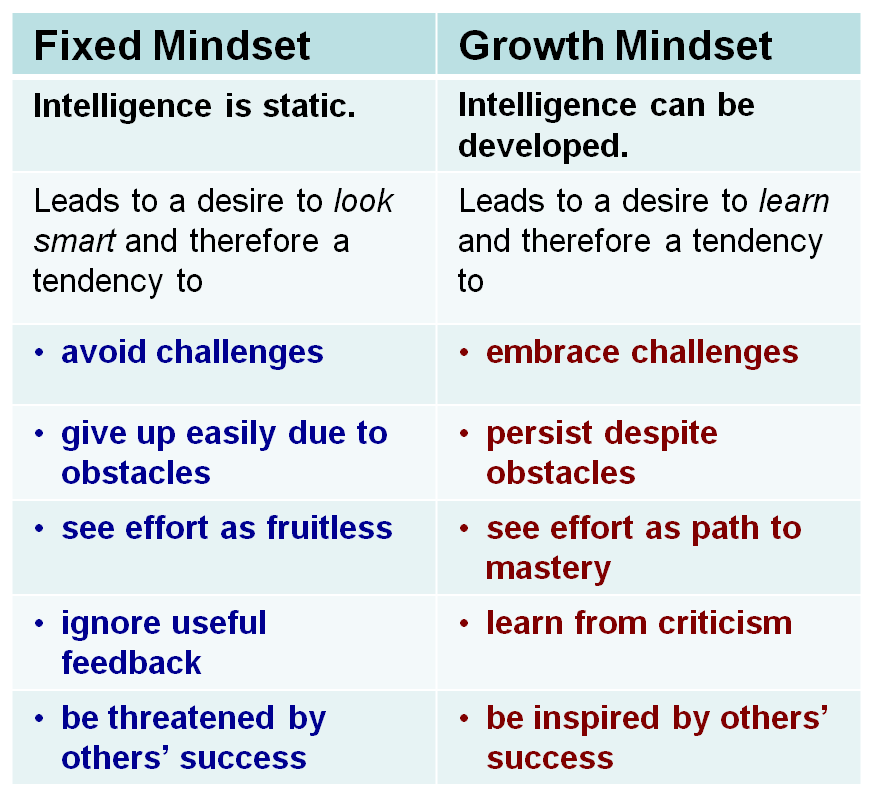 Fixed Mindset
Growth Mindset
Intelligence is static.
Intelligence can be
developed.
Leads to a desire to look
smart and therefore a
tendency to
Leads to a desire to learn
and therefore a tendency
to
• avoid challenges
• embrace challenges
• give up easily due to
obstacles
• persist despite
obstacles
• see effort as fruitless
• see effort as path to
mastery
• ignore useful
feedback
• learn from criticism
• be threatened by
others’ success
• be inspired by others’
success